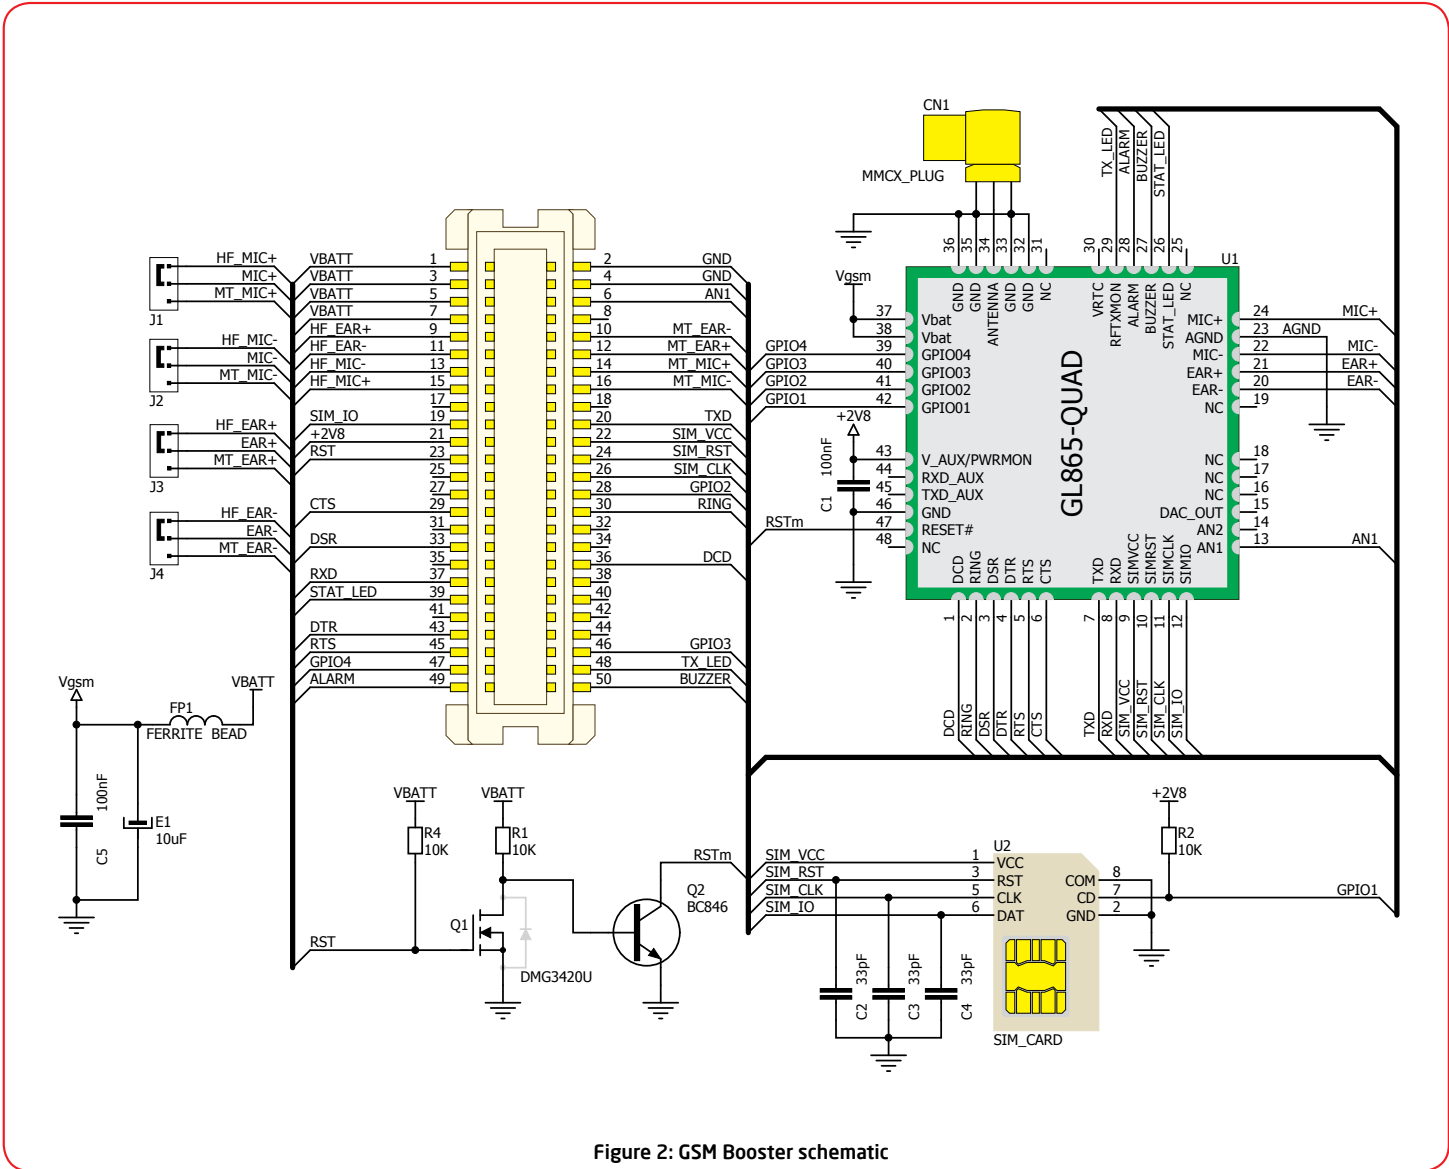 CN1
MMCX_PLUG
TX_LED
ALARM
BUZZER
STAT_LED
36
35
34
33
32
31
30
29
28
27
26
25
U1
GND
GND
ANTENNA
GND
GND
NC
VRTC
RFTXMON
ALARM
BUZZER
STAT_LED
NC
Vgsm
37 Vbat
38 Vbat
GPIO4 39 GPIO04
GPIO3 40 GPIO03
GPIO2 41 GPIO02
GPIO1 42 GPIO01
+2V8
100nF
C1
43 V_AUX/PWRMON
44 RXD_AUX
45 TXD_AUX
46 GND
RSTm 47 RESET#
48 NC
GL865-QUAD
MIC+ 24 MIC+
AGND 23 AGND
MIC- 22 MIC-
EAR+ 21 EAR+
EAR- 20 EAR-
NC 19
NC 18
NC 17
NC 16
DAC_OUT 15
AN2 14
AN1 13 AN1
DCD
RING
DSR
DTR
RTS
CTS
TXD
RXD
SIMVCC
SIMRST
SIMCLK
SIMIO
1
2
3
4
5
6
7
8
9
10
11
12
DCD
RING
DSR
DTR
RTS
CTS
TXD
RXD
SIM_VCC
SIM_RST
SIM_CLK
SIM_IO
HF_MIC+
MIC+
MT_MIC+
J1
HF_MIC-
MIC-
MT_MIC-
J2
HF_EAR+
EAR+
MT_EAR+
J3
HF_EAR-
EAR-
MT_EAR-
J4
VBATT 1 2 GND
VBATT 3 4 GND
VBATT 5 6 AN1
VBATT 7 8
HF_EAR+ 9 10 MT_EAR-
HF_EAR- 11 12 MT_EAR+
HF_MIC- 13 14 MT_MIC+
HF_MIC+ 15 16 MT_MIC-
17 18
SIM_IO 19 20 TXD
+2V8 21 22 SIM_VCC
RST 23 24 SIM_RST
25 26 SIM_CLK
27 28 GPIO2
CTS 29 30 RING
31 32
DSR 33 34
35 36 DCD
RXD 37 38
STAT_LED 39 40
41 42
DTR 43 44
RTS 45 46 GPIO3
GPIO4 47 48 TX_LED
ALARM 49 50 BUZZER
Vgsm
VBATT
FP1
FERRITE BEAD
100nF
C5
E1
10uF
VBATT
R4
10K
VBATT
R1
10K
RST
Q1
DMG3420U
RSTm
Q2
BC846
SIM_VCC 1 VCC
SIM_RST 3 RST
SIM_CLK 5 CLK
SIM_IO 6 DAT
U2
COM 8
CD 7
GND 2
+2V8
R2
10K
GPIO1
33pF
C2
33pF
C3
33pF
C4
SIM_CARD
Figure 2: GSM Booster schematic